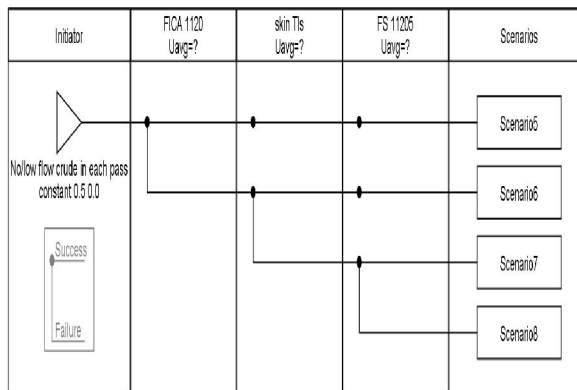 Initiator
FICA 1120
Uavg=?
skin TIs
Uavg=?
FS 11205
Uavg=?
Scenarios
No/low flow crude in each pass
constant 0.5 0.0
Success
Failure
Scenario5
Scenario6
Scenario7
Scenario8